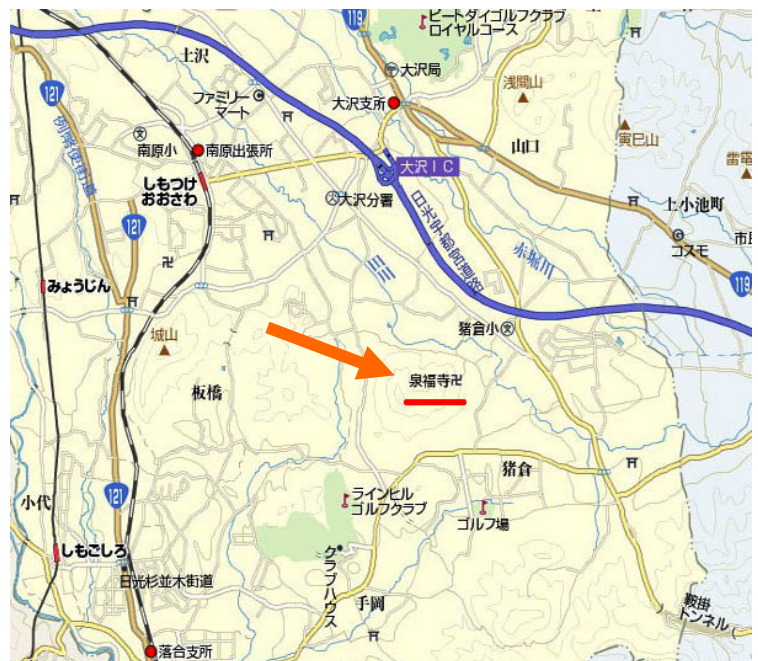 119
ビートダイゴルフクラブ
ロイヤルコース
土沢
大沢局
浅間山
121
ファミリー
マート
大沢支所
例幣使街道
南原小
南原出張所
山口
寅巳山
大沢IC
雷電
しもつけ
おおさわ
大沢分署
上小池町
日光宇都宮道路
121
赤堀川
コスモ
市
みょうじん
119
城山
猪倉小
泉福寺
板橋
猪倉
121
ラインヒル
ゴルフクラブ
小代
ゴルフ場
しもごしろ
クラブハウス
日光杉並木街道
手岡
鞍掛
トンネル
落合支所